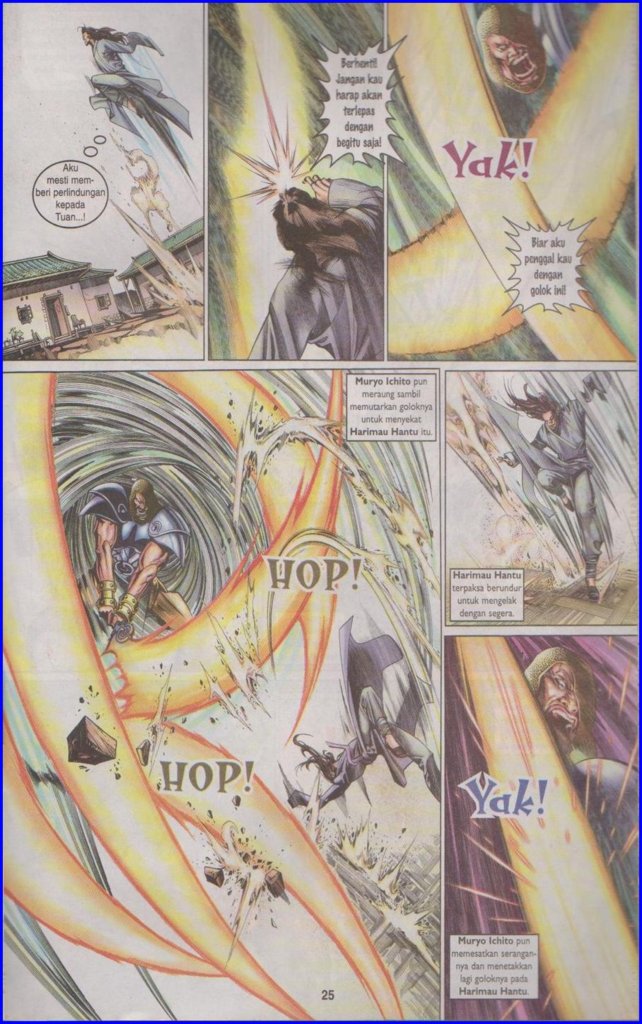 Aku
mesti mem-
beri perlindungan
kepada
Tuan...!
Berhenti!
Jangan kau
harap akan
terlepas
dengan
begitu saja!
Yak!
Biar aku
penggal kau
dengan
golok ini!
Muryo Ichito pun
meraung sambil
memutarkan goloknya
untuk menyekat
Harimau Hantu itu.
HOP!
HOP!
Harimau Hantu
terpaksa berundur
untuk mengelak
dengan segera.
Yak!
Muryo Ichito pun
memesatkan serangan-
nya dan menetakkan
lagi goloknya pada
Harimau Hantu.
25